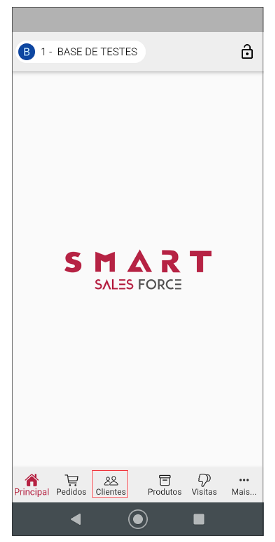 B 1 - BASE DE TESTES
SMART
SALES FORCE
Principal Pedidos Clientes Produtos Visitas Mais...